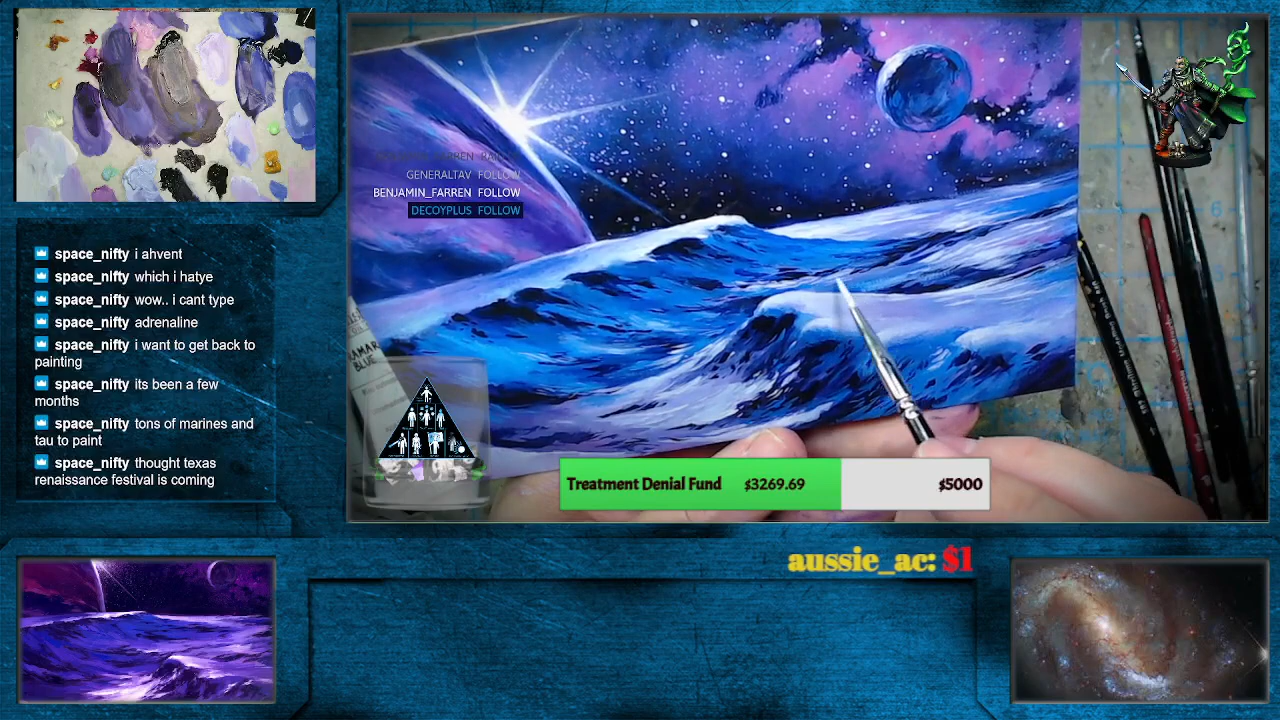 GENERALTAV FOLLOW
BENJAMIN_FARREN FOLLOW
DECOYPLUS FOLLOW
space_nifty i ahvent
space_nifty which i hatye
space_nifty wow.. i cant type
space_nifty adrenaline
space_nifty i want to get back to
painting
space_nifty its been a few
months
space_nifty tons of marines and
tau to paint
space_nifty thought texas
renaissance festival is coming
BLUE
Treatment Denial Fund $3269.69 $5000
aussie_ac: $1